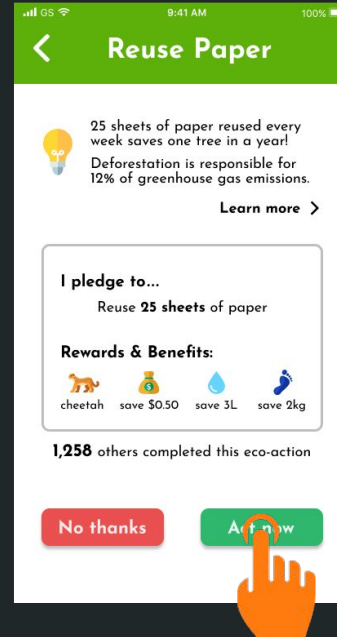 GS 9:41 AM 100%
Reuse Paper
25 sheets of paper reused every
week saves one tree in a year!
Deforestation is responsible for
12% of greenhouse gas emissions.
Learn more >
I pledge to...
Reuse 25 sheets of paper
Rewards & Benefits:
cheetah save $0.50 save 3L save 2kg
1,258 others completed this eco-action
No thanks Act now